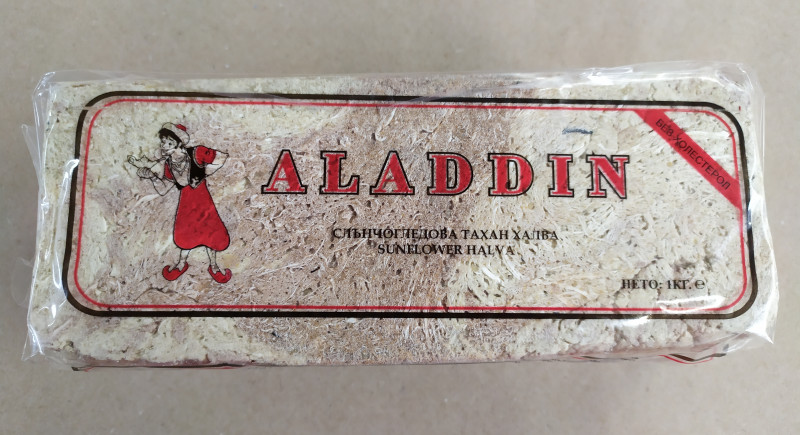 БЕЗ ХОЛЕСТЕРОЛ
ALADDIN
СЛЪНЧОГЛЕДОВА ТАХАН ХАЛВА
SUNFLOWER HALVA
НЕТО: 1КГ. ℮